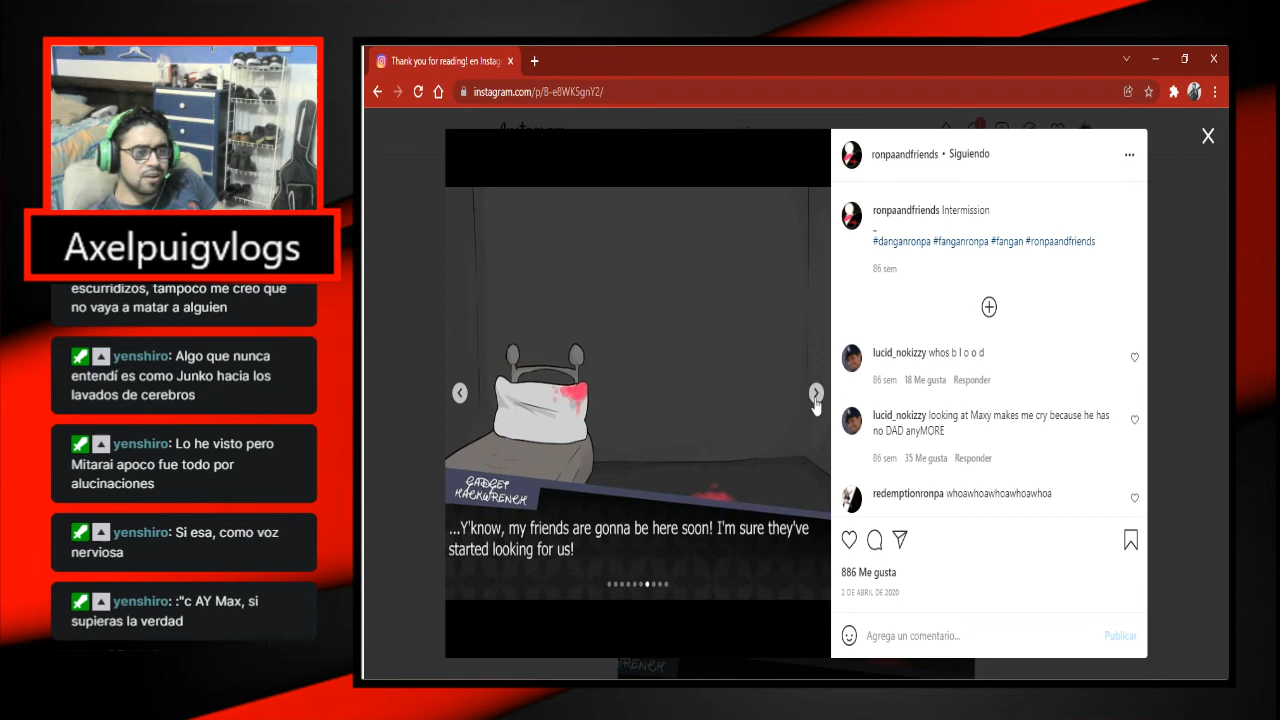 Axelpuigvlogs
escurridizos, tampoco me creo que
no vaya a matar a alguien
yenshiro: Algo que nunca
entendí es como Junko hacia los
lavados de cerebros
yenshiro: Lo he visto pero
Mitarai apoco fue todo por
alucinaciones
yenshiro: Si esa, como voz
nerviosa
yenshiro: :"c AY Max, si
supieras la verdad
Thank you for reading! en Instag
instagram.com/p/B-e8WKSgnY2/
GADGET
HACKWRENCH
...Y'know, my friends are gonna be here soon! I'm sure they've
started looking for us!
ronpaandfriends • Siguiendo
ronpaandfriends Intermission
_
#danganronpa #fanganronpa #fangan #ronpaandfriends
86 sem
lucid_nokizzy whos b l o o d
86 sem 18 Me gusta Responder
lucid_nokizzy looking at Maxy makes me cry because he has
no DAD anyMORE
86 sem 35 Me gusta Responder
redemptionronpa whoawhoawhoawhoawhoa
886 Me gusta
2 DE ABRIL DE 2020
Agrega un comentario...
Publicar